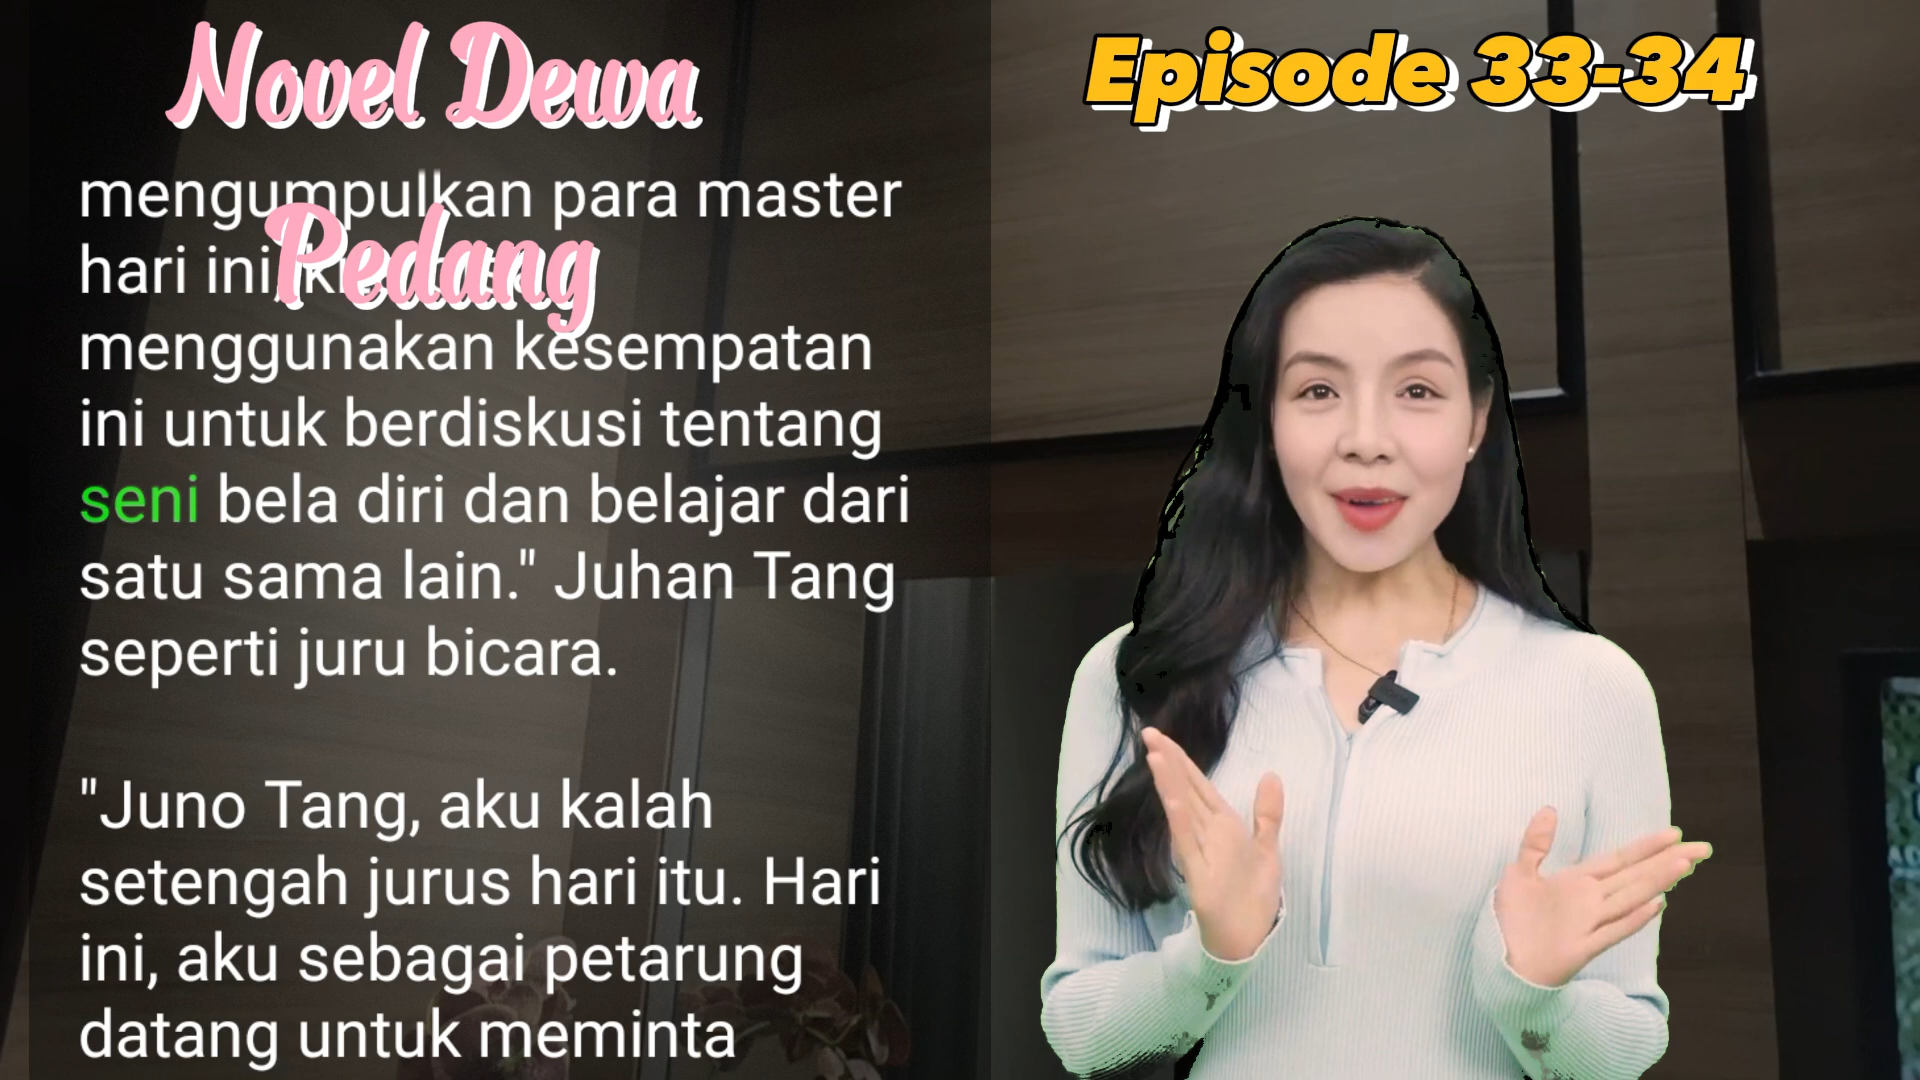 Novel Dewa
Pedang
Episode 33-34
mengumpulkan para master
hari ini,
menggunakan kesempatan
ini untuk berdiskusi tentang
seni bela diri dan belajar dari
satu sama lain." Juhan Tang
seperti juru bicara.
"Juno Tang, aku kalah
setengah jurus hari itu. Hari
ini, aku sebagai petarung
datang untuk meminta